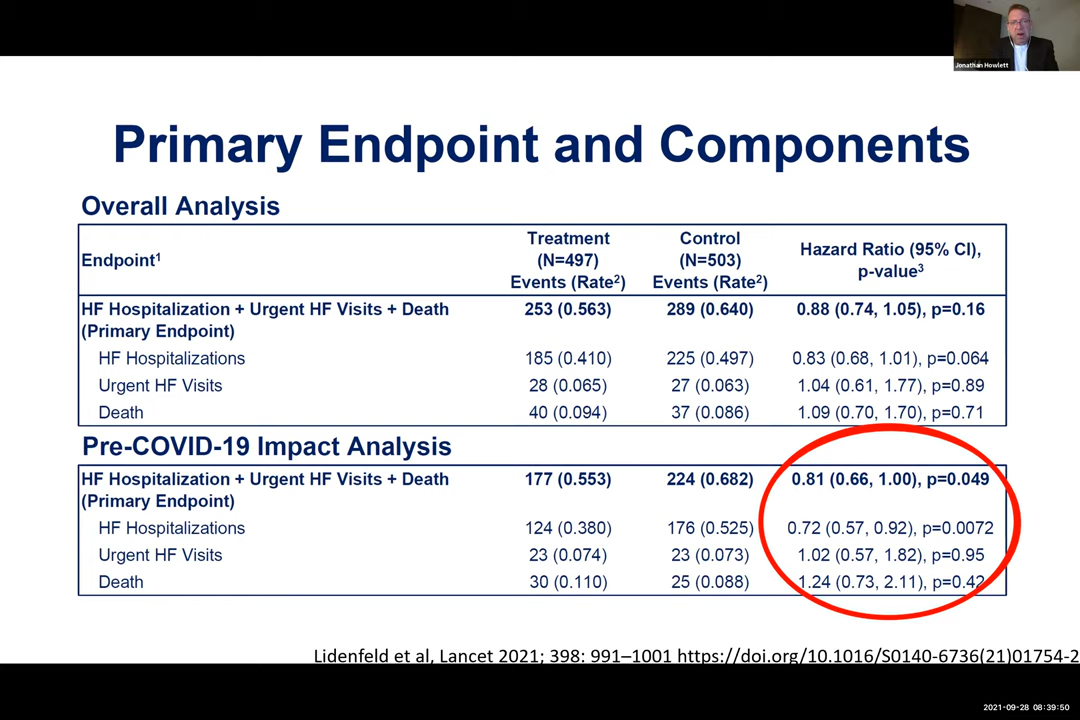 Jonathan Howlett
Primary Endpoint and Components
Overall Analysis
Endpoint¹ Treatment (N=497) Events (Rate²) Control (N=503) Events (Rate²) Hazard Ratio (95% CI), p-value³
HF Hospitalization + Urgent HF Visits + Death 253 (0.563) 289 (0.640) 0.88 (0.74, 1.05), p=0.16
(Primary Endpoint)
HF Hospitalizations 185 (0.410) 225 (0.497) 0.83 (0.68, 1.01), p=0.064
Urgent HF Visits 28 (0.065) 27 (0.063) 1.04 (0.61, 1.77), p=0.89
Death 40 (0.094) 37 (0.086) 1.09 (0.70, 1.70), p=0.71
Pre-COVID-19 Impact Analysis
HF Hospitalization + Urgent HF Visits + Death 177 (0.553) 224 (0.682) 0.81 (0.66, 1.00), p=0.049
(Primary Endpoint)
HF Hospitalizations 124 (0.380) 176 (0.525) 0.72 (0.57, 0.92), p=0.0072
Urgent HF Visits 23 (0.074) 23 (0.073) 1.02 (0.57, 1.82), p=0.95
Death 30 (0.110) 25 (0.088) 1.24 (0.73, 2.11), p=0.42
Lidenfeld et al, Lancet 2021; 398: 991–1001 https://doi.org/10.1016/S0140-6736(21)01754-2
2021-09-28 08:39:50